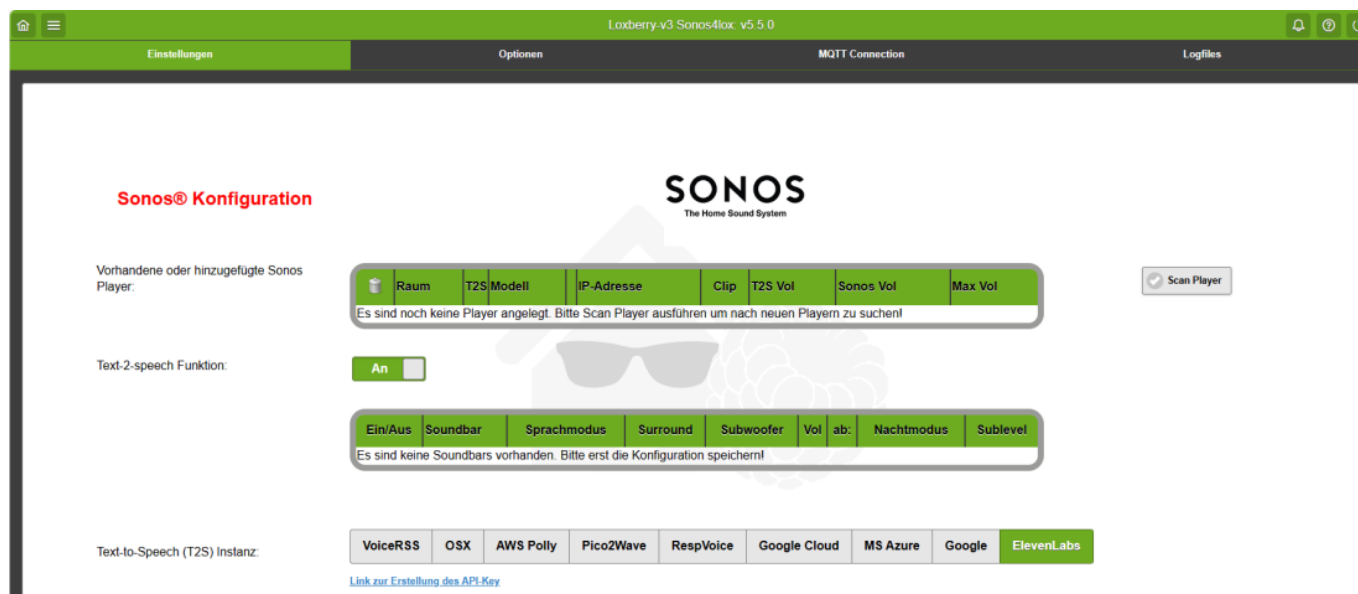 Loxberry-v3 Sonos4lox: v5.5.0
Einstellungen Optionen MQTT Connection Logfiles
Sonos® Konfiguration
SONOS
The Home Sound System
Vorhandene oder hinzugefügte Sonos
Player:
Raum T2S Modell IP-Adresse Clip T2S Vol Sonos Vol Max Vol
Scan Player
Es sind noch keine Player angelegt. Bitte Scan Player ausführen um nach neuen Playern zu suchen!
Text-2-speech Funktion:
An
Ein/Aus Soundbar Sprachmodus Surround Subwoofer Vol ab: Nachtmodus Sublevel
Es sind keine Soundbars vorhanden. Bitte erst die Konfiguration speichern!
Text-to-Speech (T2S) Instanz:
VoiceRSS OSX AWS Polly Pico2Wave RespVoice Google Cloud MS Azure Google ElevenLabs
Link zur Erstellung des API-Key